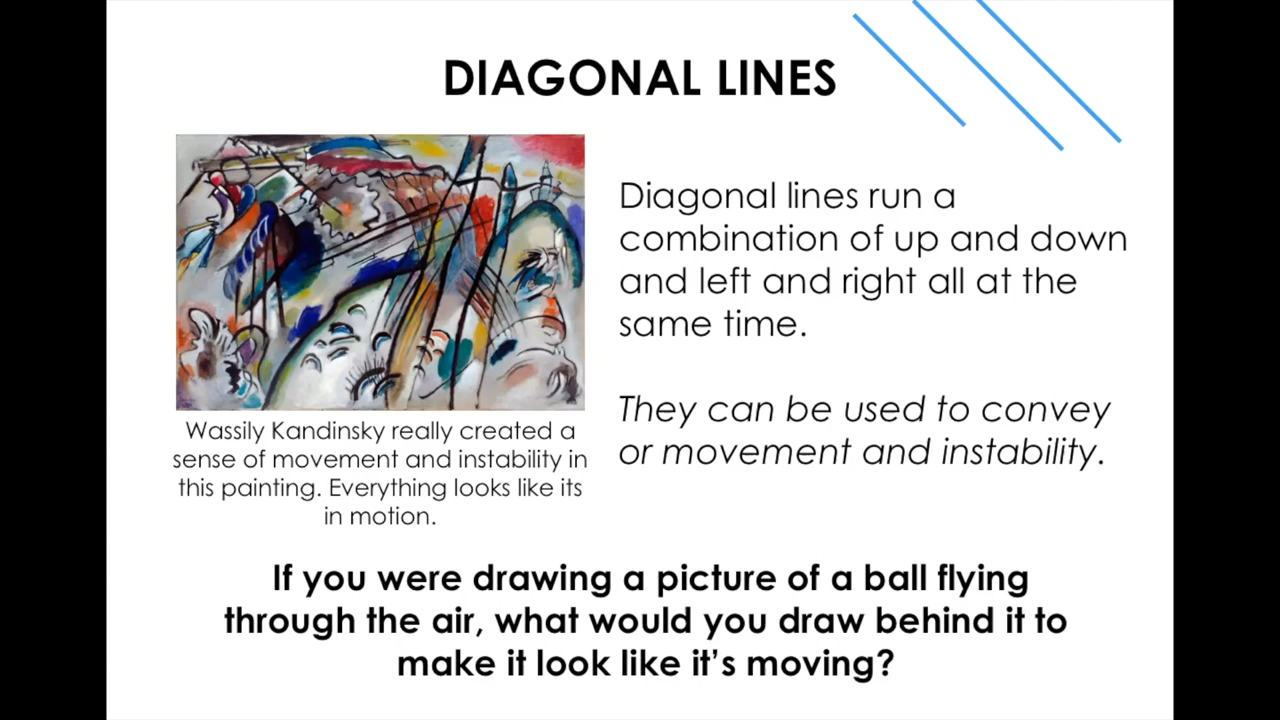 DIAGONAL LINES
Diagonal lines run a
combination of up and down
and left and right all at the
same time.
They can be used to convey
or movement and instability.
Wassily Kandinsky really created a
sense of movement and instability in
this painting. Everything looks like its
in motion.
If you were drawing a picture of a ball flying
through the air, what would you draw behind it to
make it look like it’s moving?